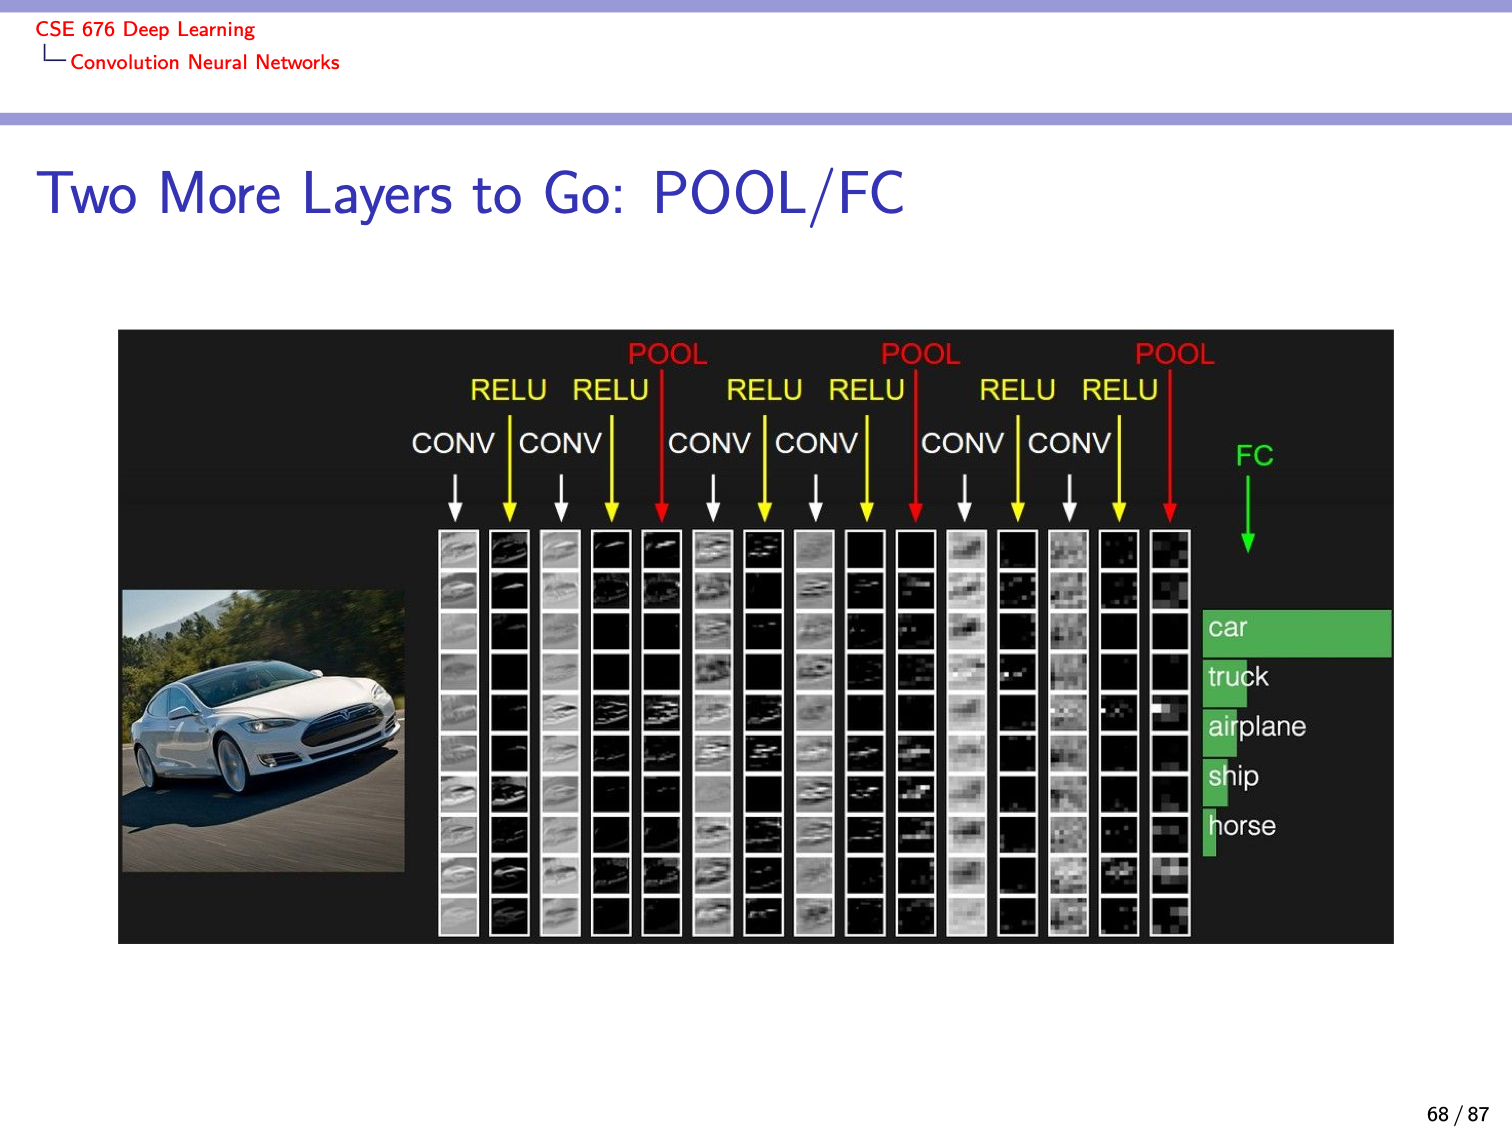 CSE 676 Deep Learning
Convolution Neural Networks
Two More Layers to Go: POOL/FC
POOL POOL POOL
RELU RELU RELU RELU RELU RELU
CONV CONV CONV CONV CONV CONV
FC
car
truck
airplane
ship
horse
68 / 87